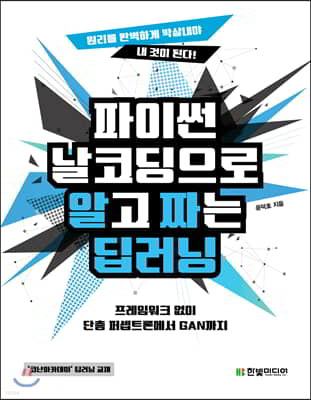 원리를 완벽하게 박살내야
내 것이 된다!
파이썬
날코딩으로
알고 짜는
딥러닝
윤덕호 지음
프레임워크 없이
단층 퍼셉트론에서 GAN까지
'코난아카데미' 딥러닝 교재
한빛미디어